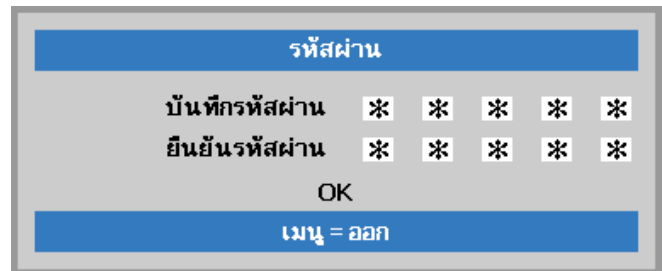 รหัสผ่าน
บันทึกรหัสผ่าน * * * * *
ยืนยันรหัสผ่าน * * * * *
OK
เมนู = ออก